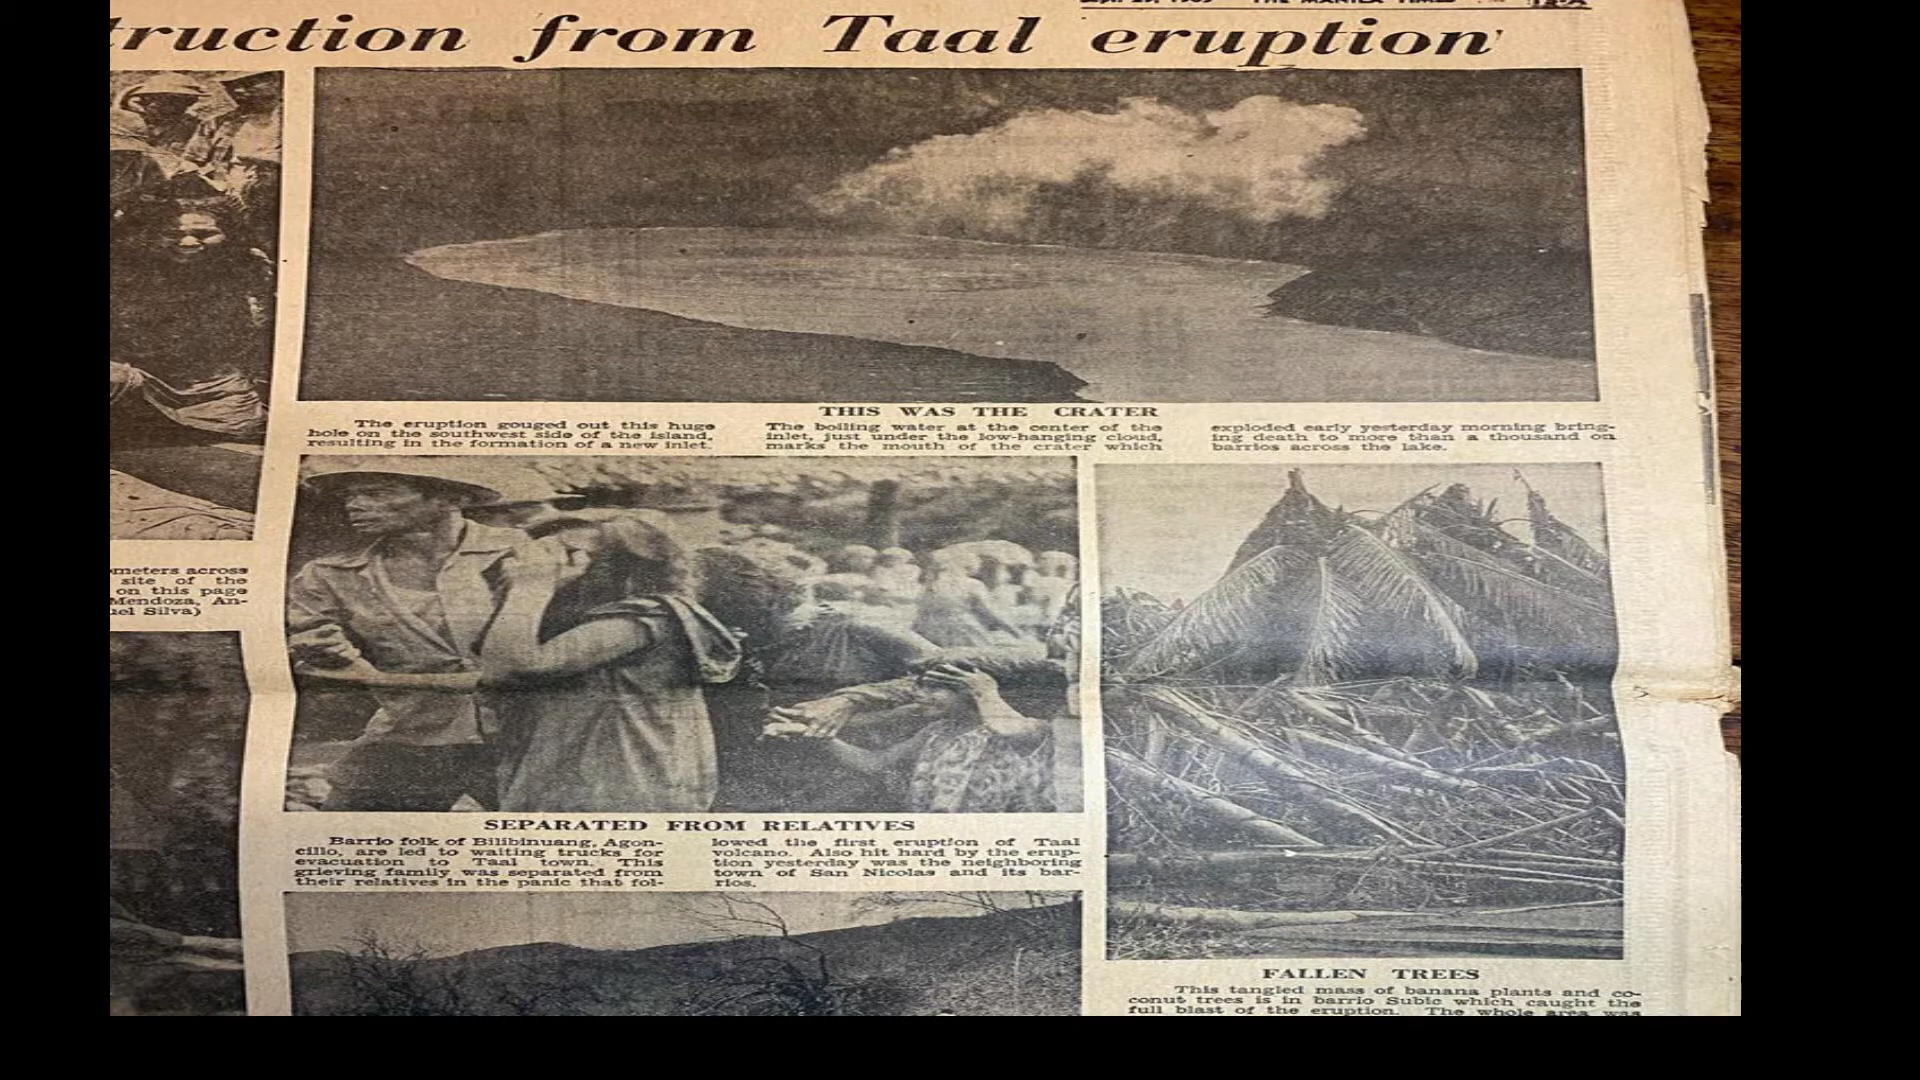 THE MANILA TIMES 12-A
truction from Taal eruption
THIS WAS THE CRATER
The eruption gouged out this huge
hole on the southwest side of the island,
resulting in the formation of a new inlet.
The boiling water at the center of the
inlet, just under the low-hanging cloud,
marks the mouth of the crater which
exploded early yesterday morning bring-
ing death to more than a thousand on
barrios across the lake.
meters across
site of the
on this page
Mendoza, An-
uel Silva)
SEPARATED FROM RELATIVES
Barrio folk of Bilibinuang, Agon-
cillo, are led to waiting trucks for
evacuation to Taal town. This
grieving family was separated from
their relatives in the panic that fol-
lowed the first eruption of Taal
volcano. Also hit hard by the erup-
tion yesterday was the neighboring
town of San Nicolas and its bar-
rios.
FALLEN TREES
This tangled mass of banana plants and co-
conut trees is in barrio Subic which caught the
full blast of the eruption. The whole area was